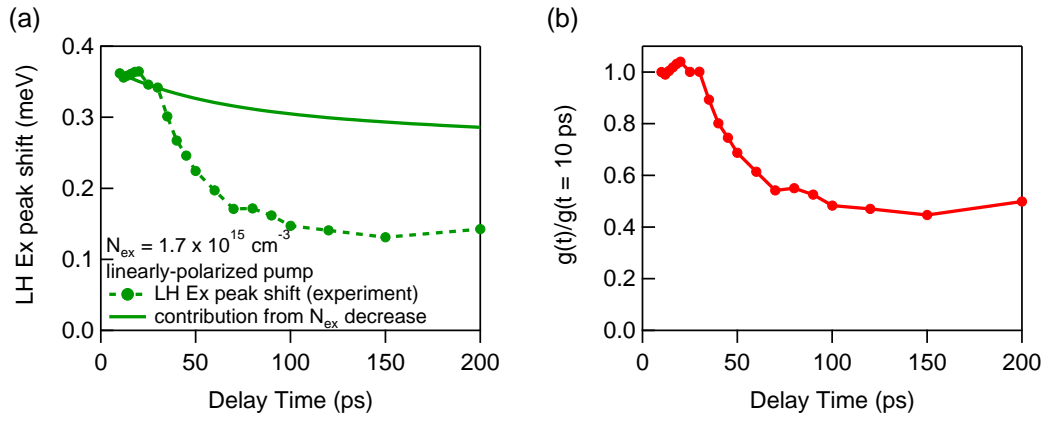 (a)
0.4
0.3
0.2
0.1
0.0
LH Ex peak shift (meV)
N_ex = 1.7 x 10^15 cm^-3
linearly-polarized pump
LH Ex peak shift (experiment)
contribution from N_ex decrease
0
50
100
150
200
Delay Time (ps)
(b)
1.0
0.8
0.6
0.4
0.2
0.0
g(t)/g(t = 10 ps)
0
50
100
150
200
Delay Time (ps)